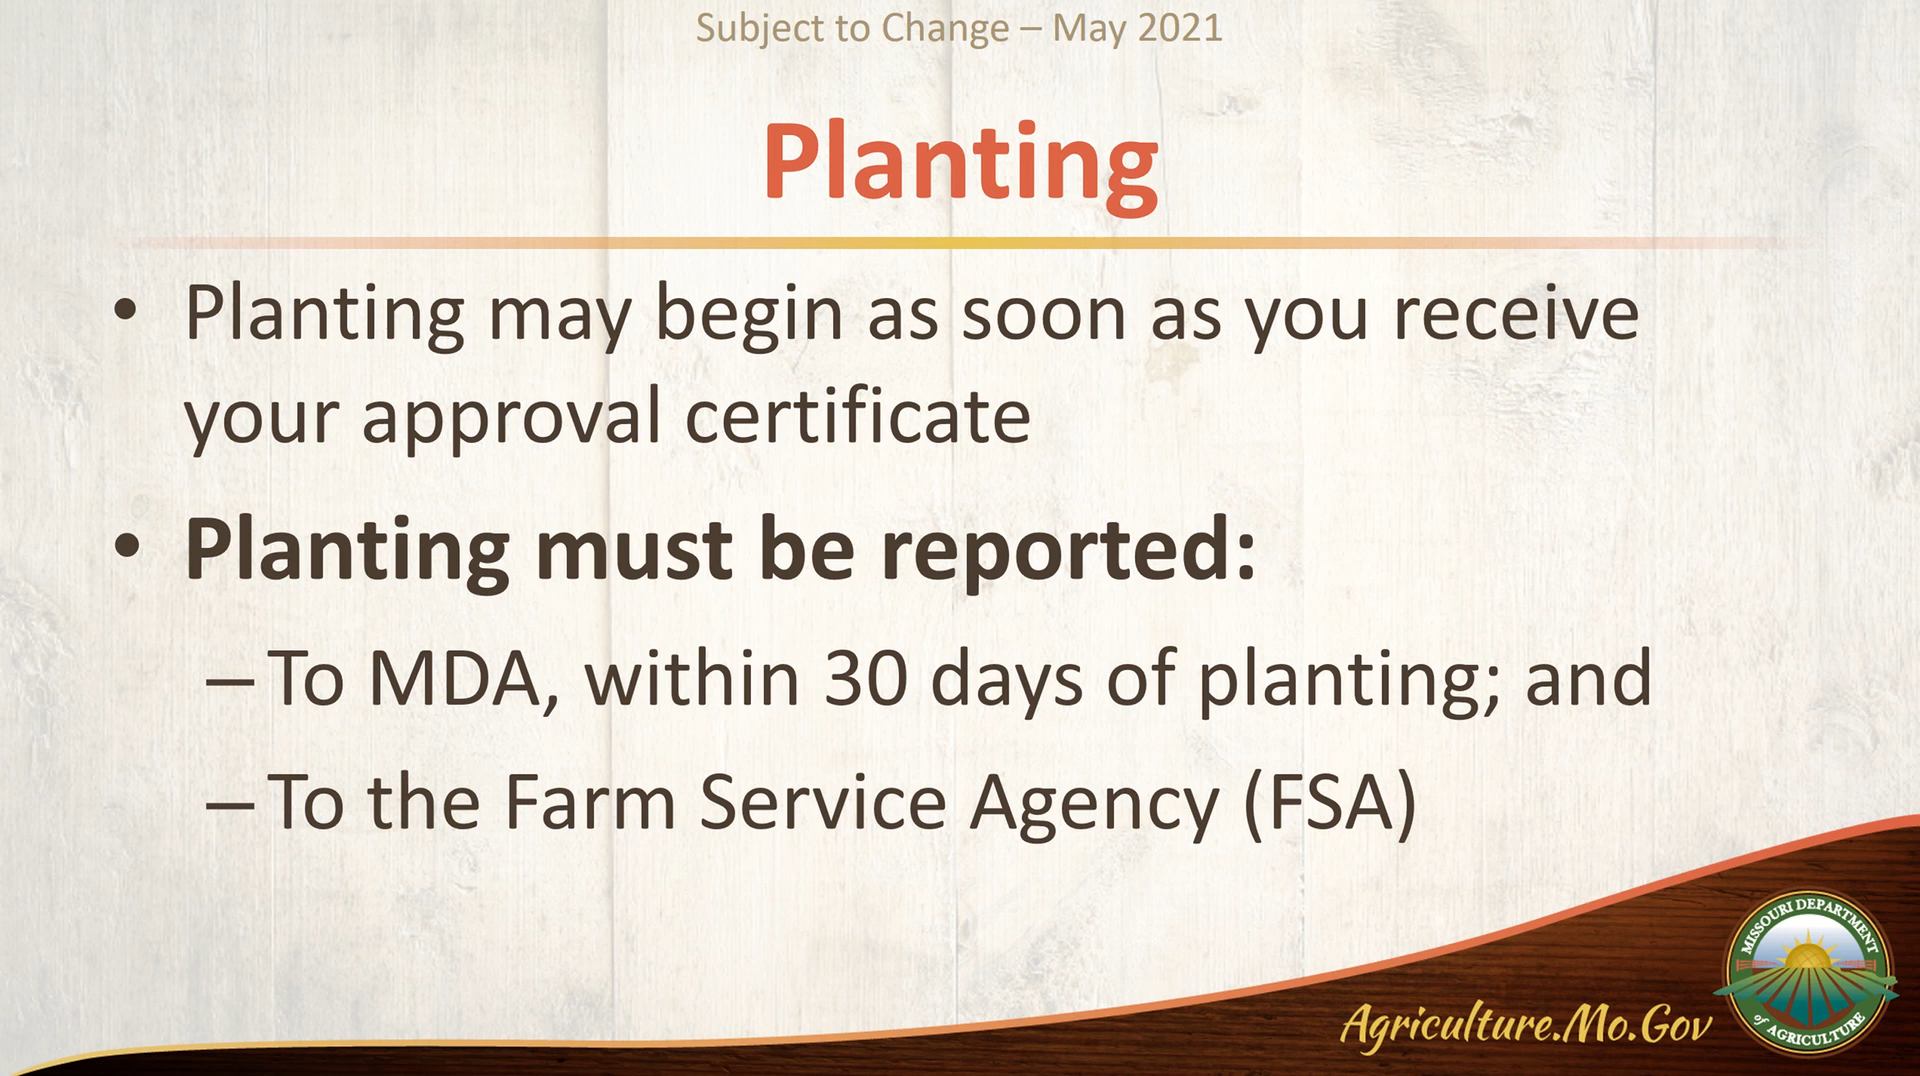 Subject to Change – May 2021
Planting
• Planting may begin as soon as you receive
your approval certificate
• Planting must be reported:
– To MDA, within 30 days of planting; and
– To the Farm Service Agency (FSA)
Agriculture.Mo.Gov
MISSOURI DEPARTMENT
of AGRICULTURE